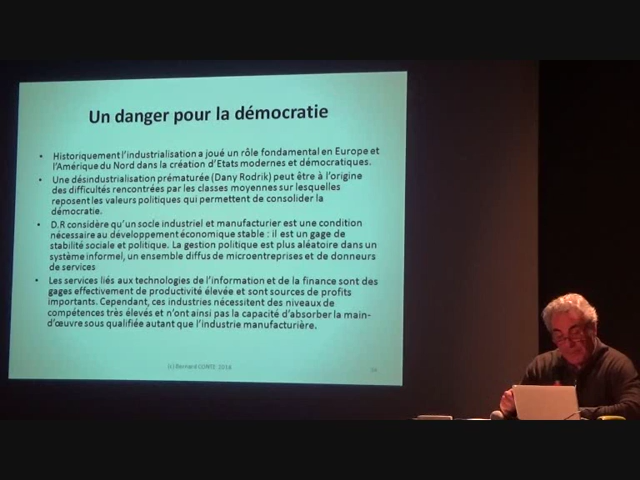 Un danger pour la démocratie
• Historiquement l'industrialisation a joué un rôle fondamental en Europe et
l'Amérique du Nord dans la création d'Etats modernes et démocratiques.
• Une désindustrialisation prématurée (Dany Rodrik) peut être à l'origine
des difficultés rencontrées par les classes moyennes sur lesquelles
reposent les valeurs politiques qui permettent de consolider la
démocratie.
• D.R considère qu'un socle industriel et manufacturier est une condition
nécessaire au développement économique stable : il est un gage de
stabilité sociale et politique. La gestion politique est plus aléatoire dans un
système informel, un ensemble diffus de microentreprises et de donneurs
de services
• Les services liés aux technologies de l'information et de la finance sont des
gages effectivement de productivité élevée et sont sources de profits
importants. Cependant, ces industries nécessitent des niveaux de
compétences très élevés et n'ont ainsi pas la capacité d'absorber la main-
d'œuvre sous qualifiée autant que l'industrie manufacturière.
(c) Bernard CONTE